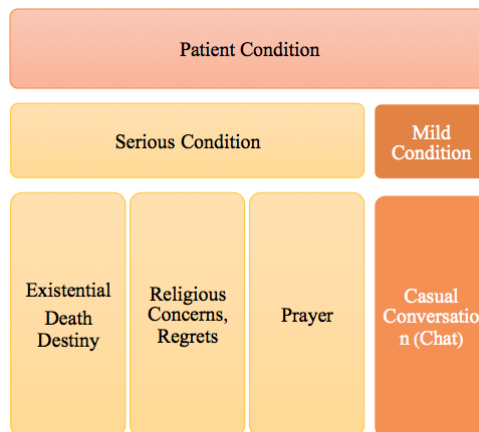 Patient Condition
Serious Condition
Mild
Condition
Existential
Death
Destiny
Religious
Concerns,
Regrets
Prayer
Casual
Conversatio
n (Chat)